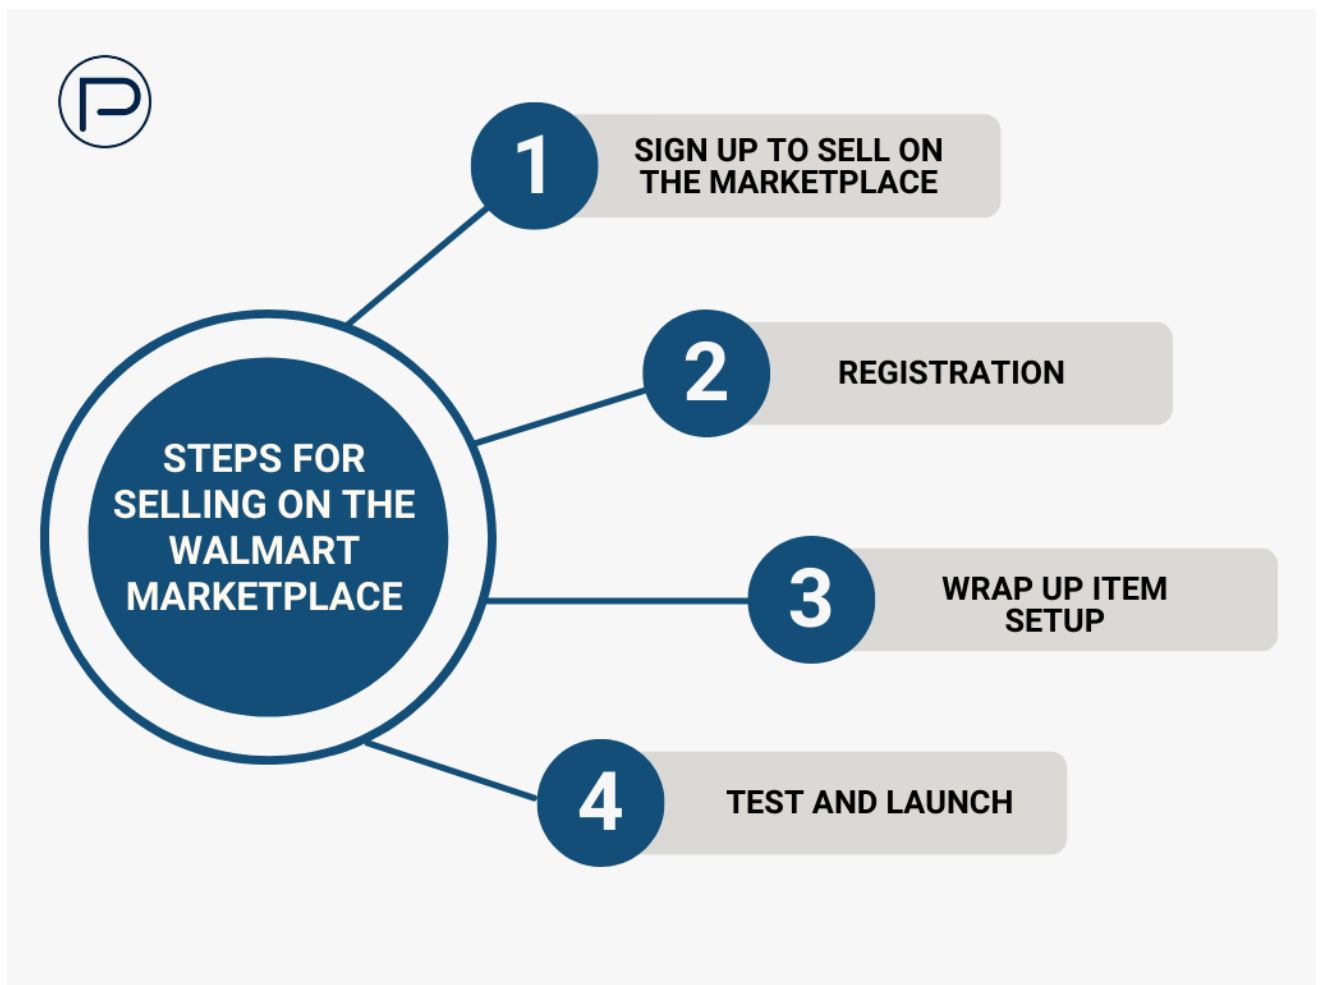 P
1
SIGN UP TO SELL ON
THE MARKETPLACE
2
REGISTRATION
STEPS FOR
SELLING ON THE
WALMART
MARKETPLACE
3
WRAP UP ITEM
SETUP
4
TEST AND LAUNCH